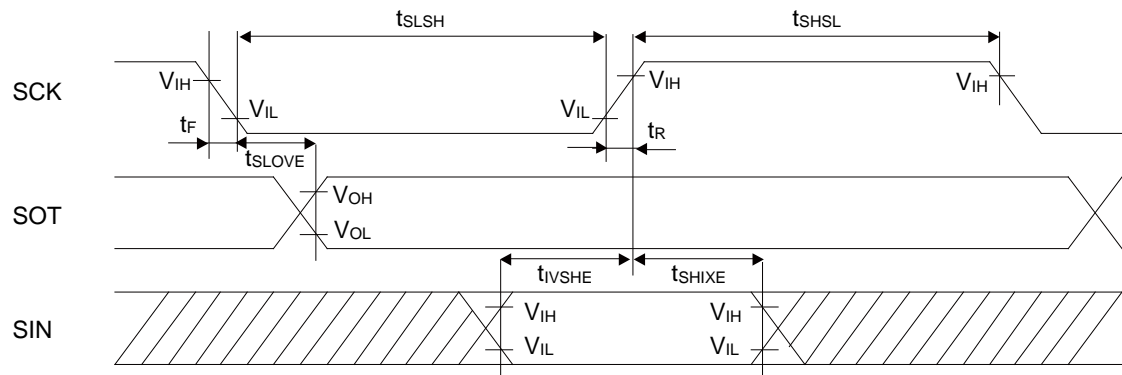 tSLSH tSHSL
SCK VIH VIL VIL VIH VIH
tF tSLOVE tR
SOT VOH VOL
tIVSHE tSHIXE
SIN VIH VIL VIH VIL